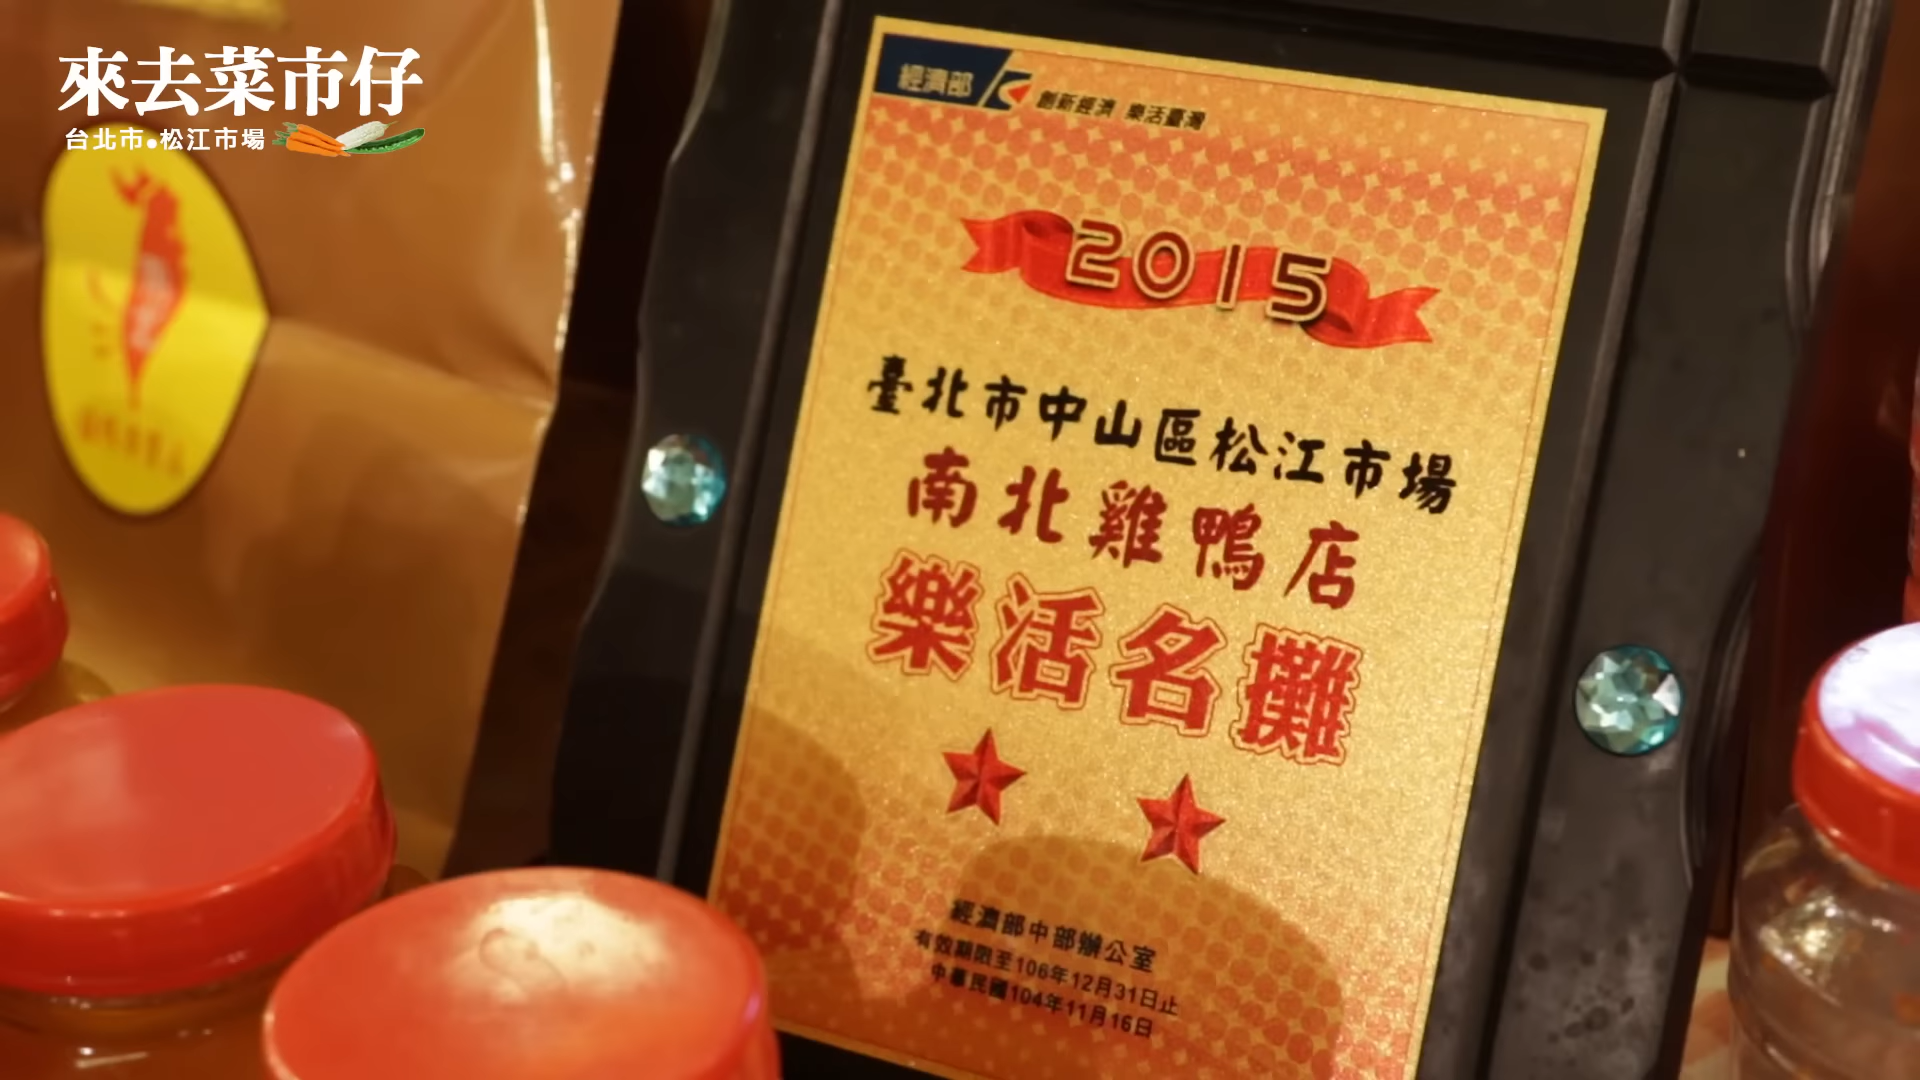 來去菜市仔
台北市•松江市場
經濟部
創新經濟 樂活臺灣
2015
臺北市中山區松江市場
南北雞鴨店
樂活名攤
經濟部中部辦公室
有效期限至106年12月31日止
中華民國104年11月16日